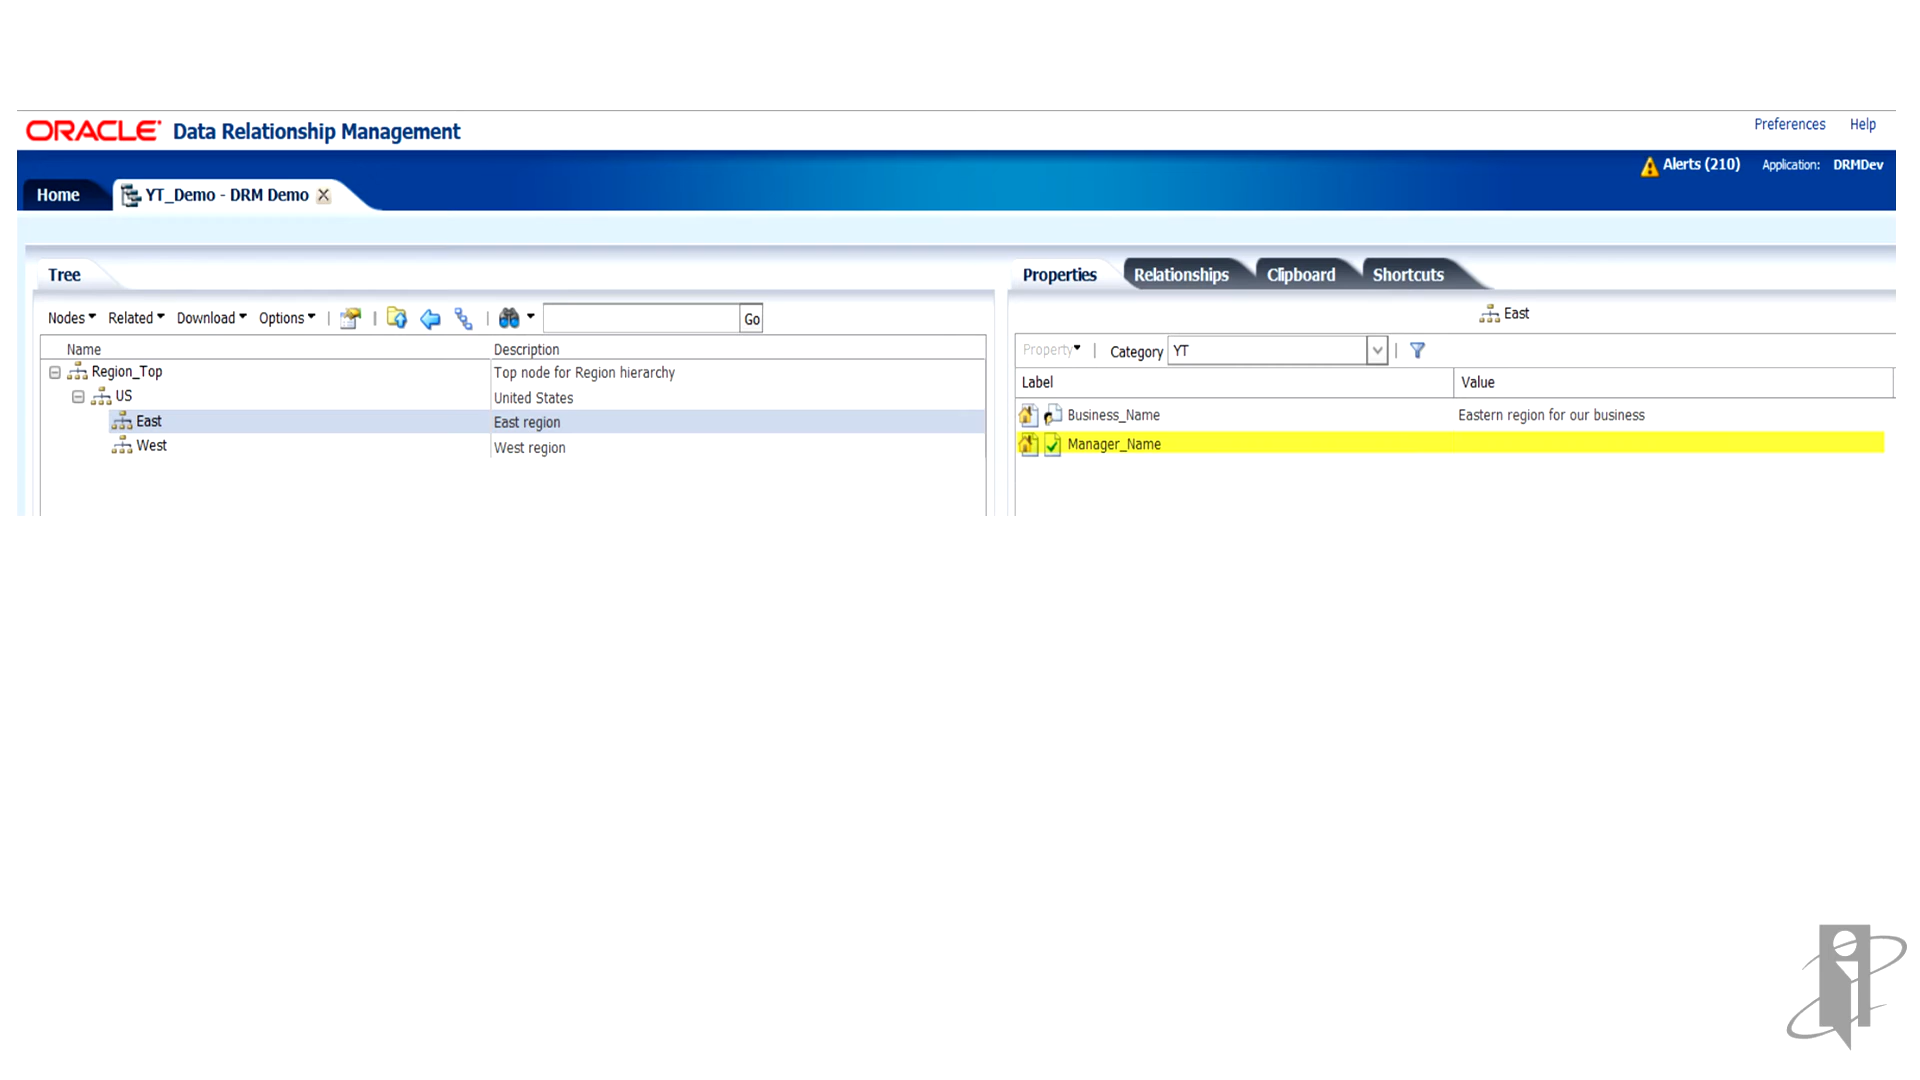 ORACLE Data Relationship Management
Preferences Help
Alerts (210) Application: DRMDev
Home YT_Demo - DRM Demo
Tree
Nodes Related Download Options Go
Name Description
Region_Top Top node for Region hierarchy
US United States
East East region
West West region
Properties Relationships Clipboard Shortcuts
East
Property Category YT
Label Value
Business_Name Eastern region for our business
Manager_Name